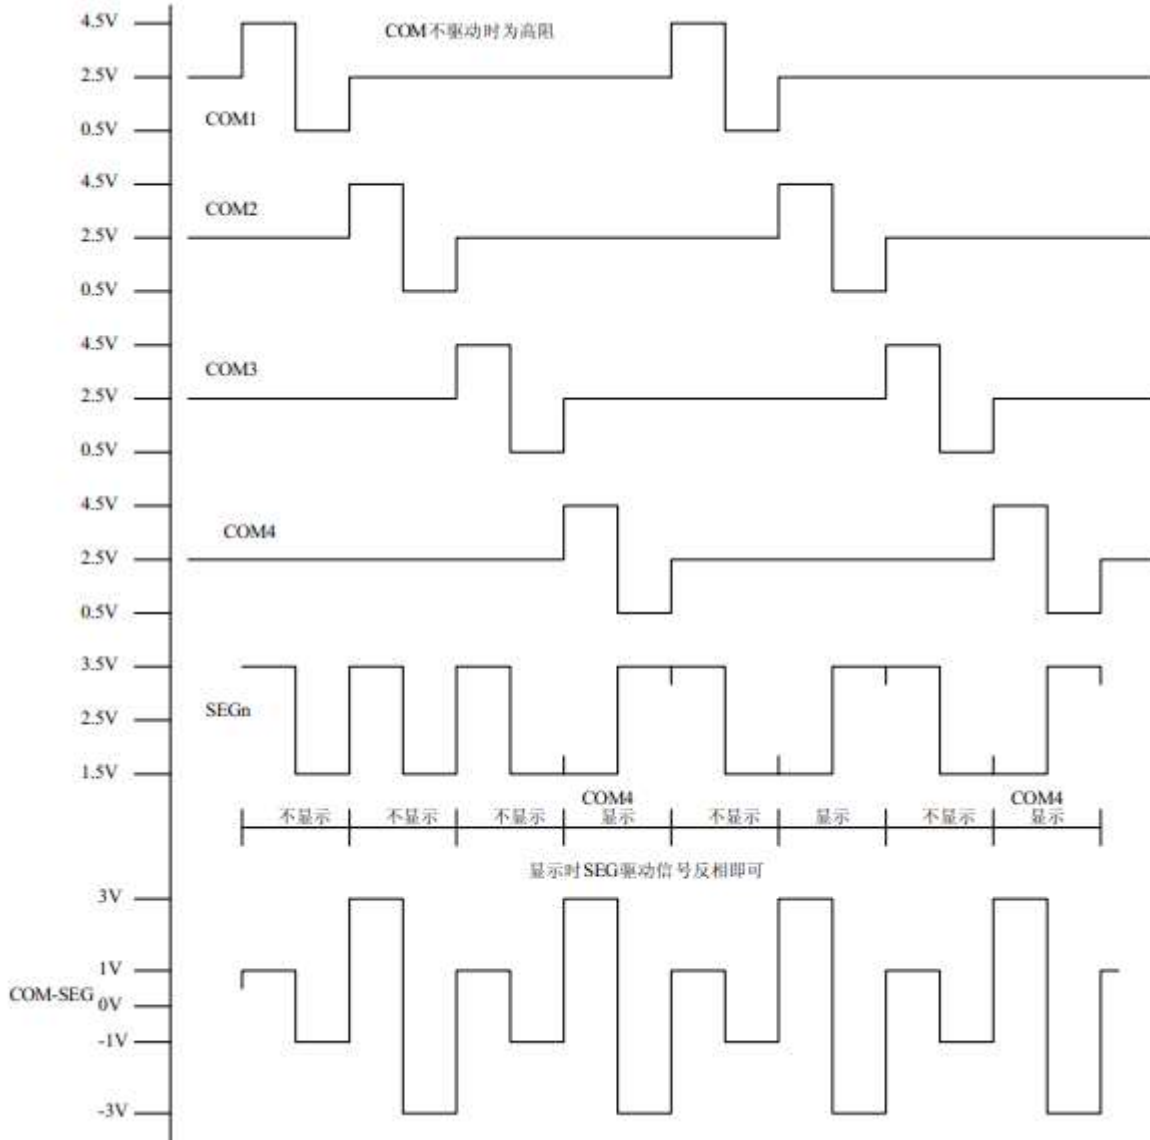 4.5V
COM不驱动时为高阻
2.5V
COM1
0.5V
4.5V
COM2
2.5V
0.5V
4.5V
COM3
2.5V
0.5V
4.5V
COM4
2.5V
0.5V
3.5V
SEGn
2.5V
1.5V
COM4 COM4
不显示 不显示 不显示 显示 不显示 显示 不显示 显示
显示时SEG驱动信号反相即可
3V
1V
COM-SEG 0V
-1V
-3V